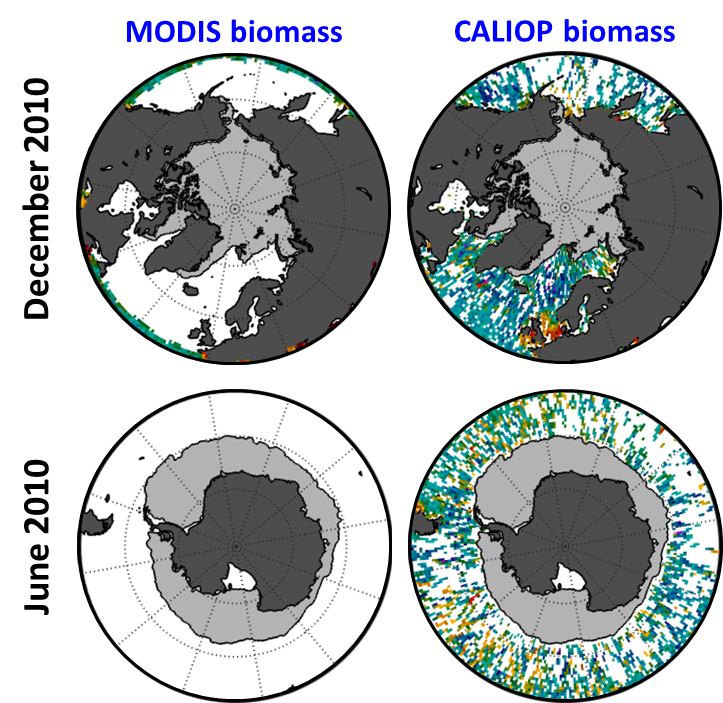 MODIS biomass
CALIOP biomass
December 2010
June 2010